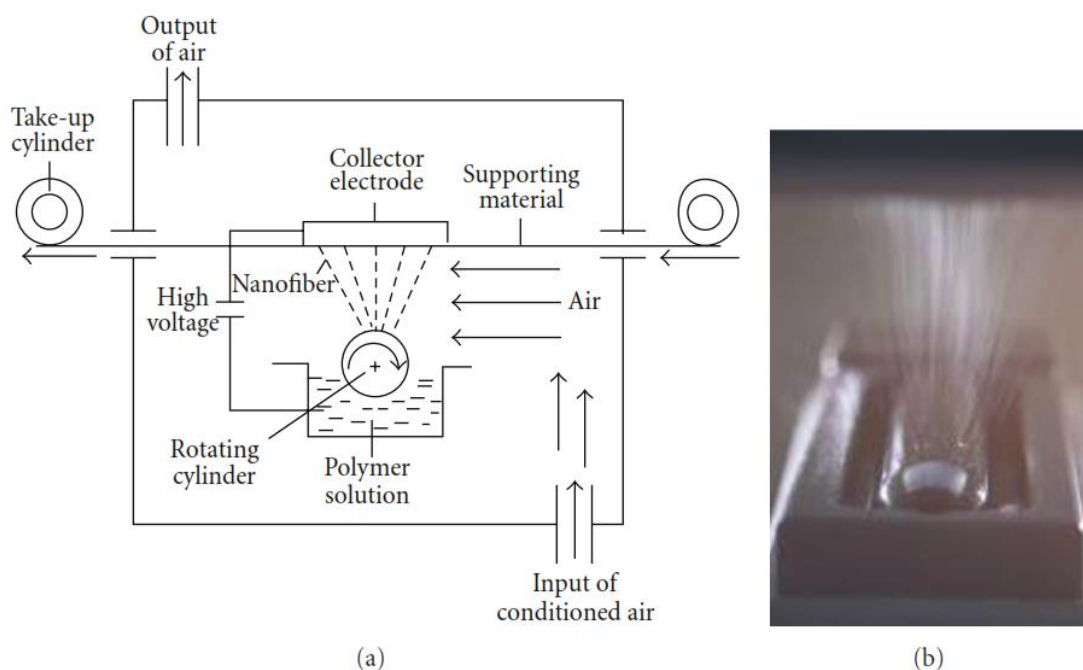 Output
of air
Take-up
cylinder
Collector
electrode
Supporting
material
Nanofiber
High
voltage
Air
Rotating
cylinder
Polymer
solution
Input of
conditioned air
(a)
(b)